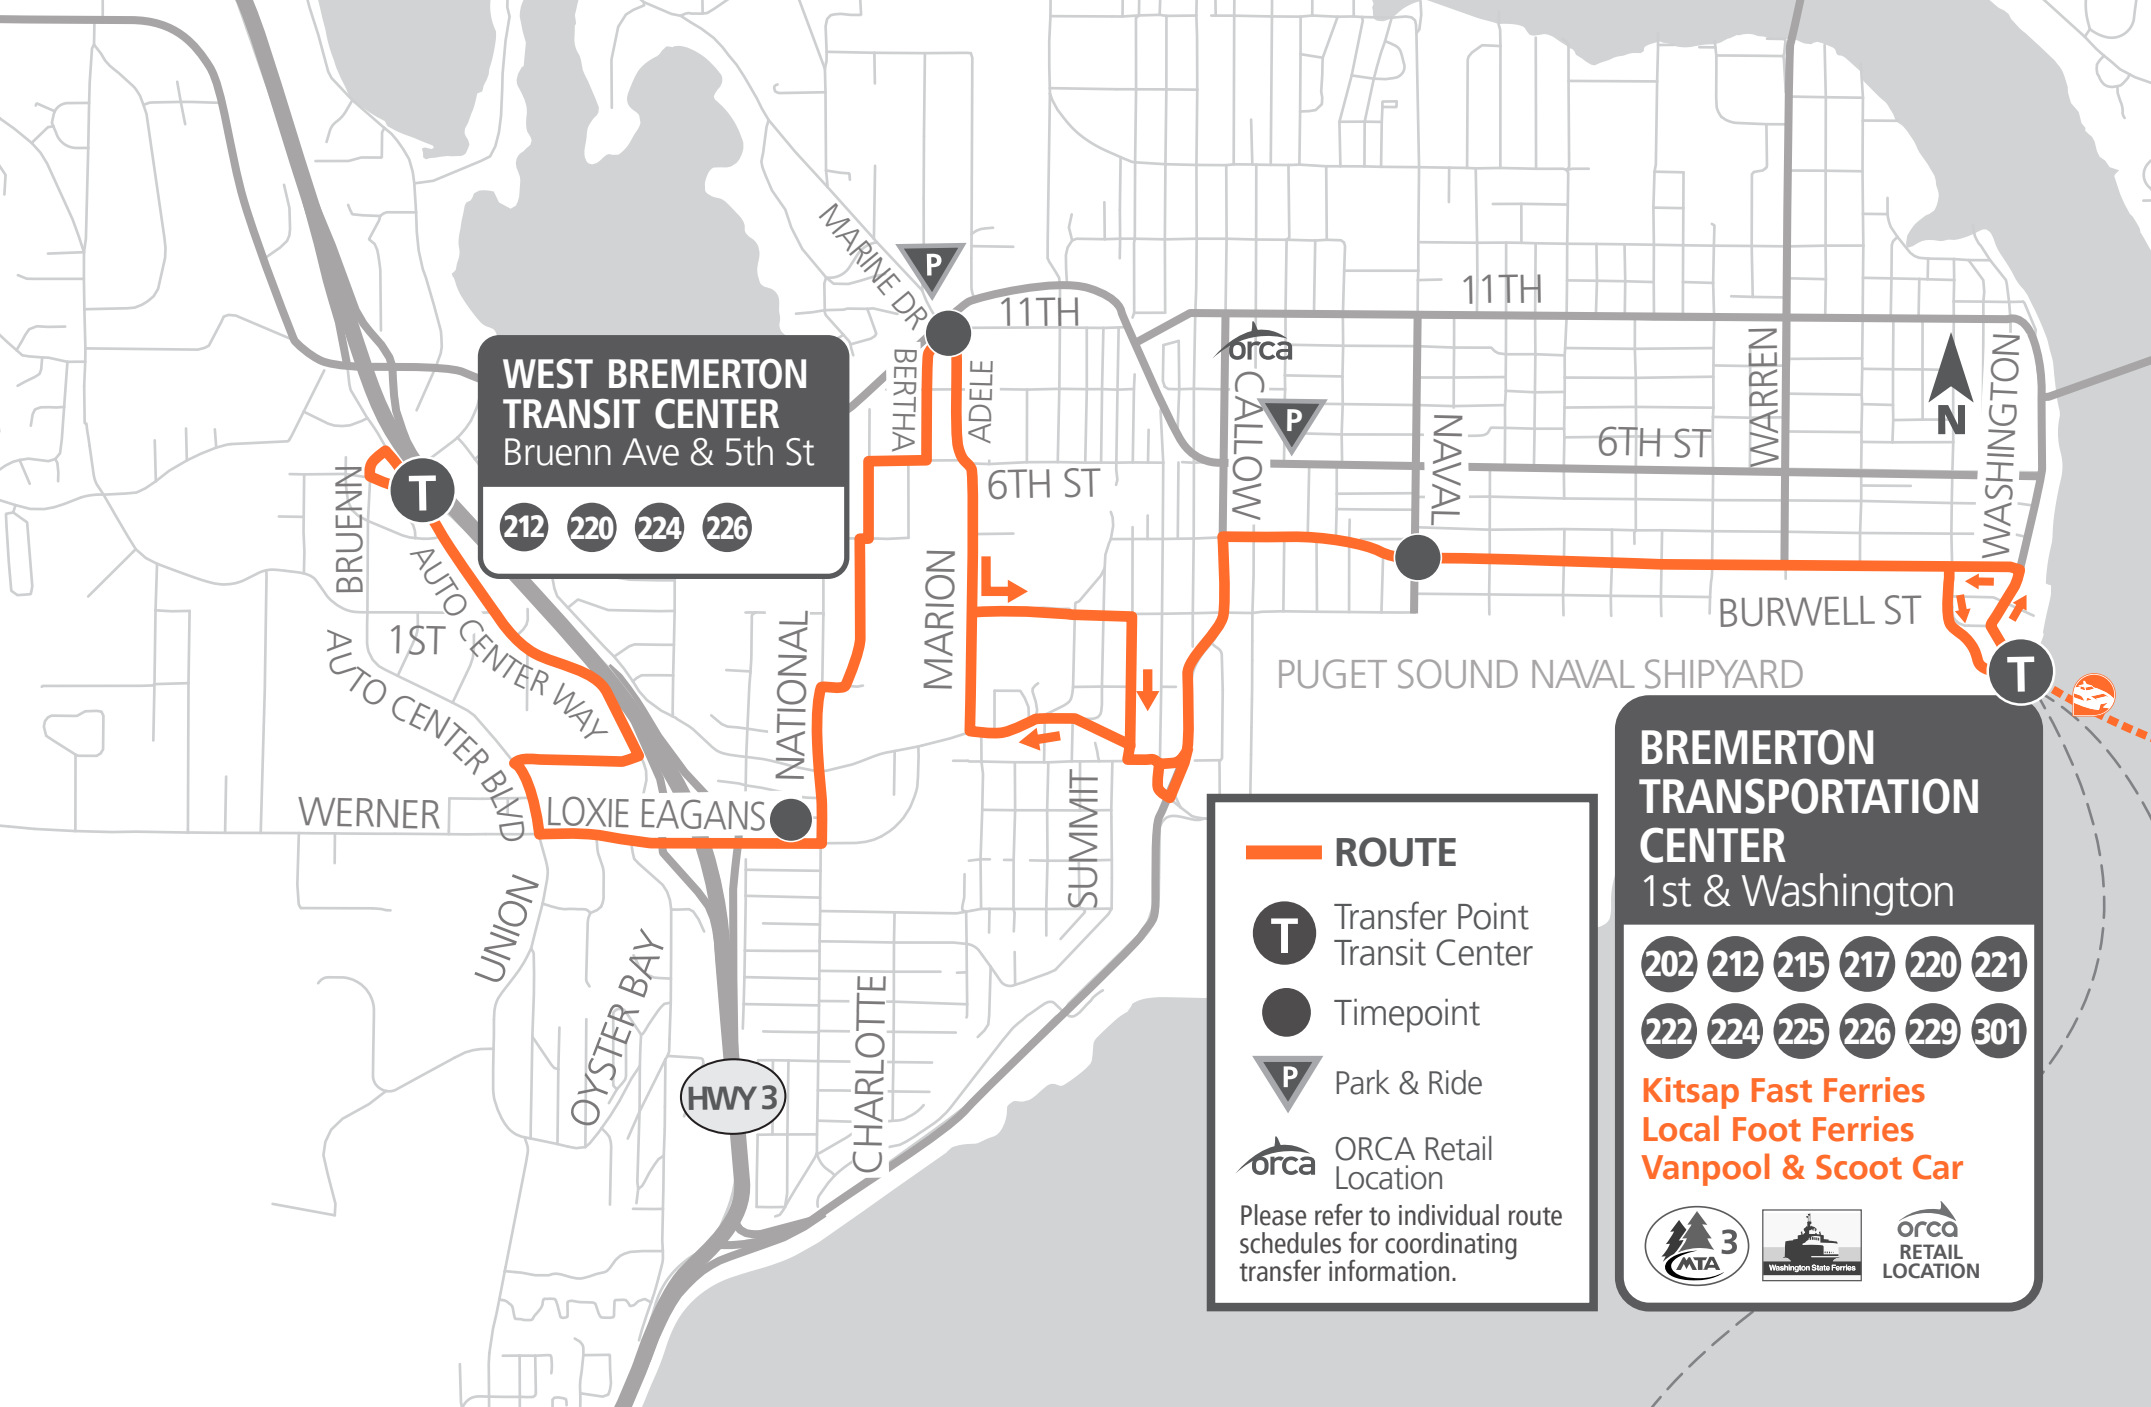 MARINE DR
P
11TH
11TH
orca
WEST BREMERTON
TRANSIT CENTER
Bruenn Ave & 5th St
212 220 224 226
BERTHA
ADELE
CALLOW
P
NAVAL
6TH ST
WARREN
N
WASHINGTON
T
BRUENN
6TH ST
AUTO CENTER WAY
1ST
AUTO CENTER BLVD
NATIONAL
MARION
BURWELL ST
PUGET SOUND NAVAL SHIPYARD
T
WERNER
LOXIE EAGANS
SUMMIT
UNION
OYSTER BAY
HWY 3
CHARLOTTE
ROUTE
T
Transfer Point
Transit Center
Timepoint
P
Park & Ride
orca
ORCA Retail
Location
Please refer to individual route
schedules for coordinating
transfer information.
BREMERTON
TRANSPORTATION
CENTER
1st & Washington
202 212 215 217 220 221
222 224 225 226 229 301
Kitsap Fast Ferries
Local Foot Ferries
Vanpool & Scoot Car
3
MTA
Washington State Ferries
orca
RETAIL
LOCATION